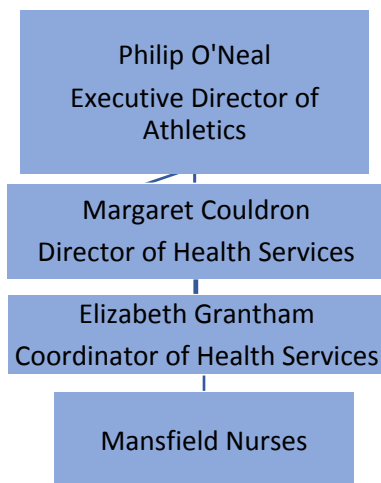 Philip O'Neal
Executive Director of
Athletics
Margaret Couldron
Director of Health Services
Elizabeth Grantham
Coordinator of Health Services
Mansfield Nurses